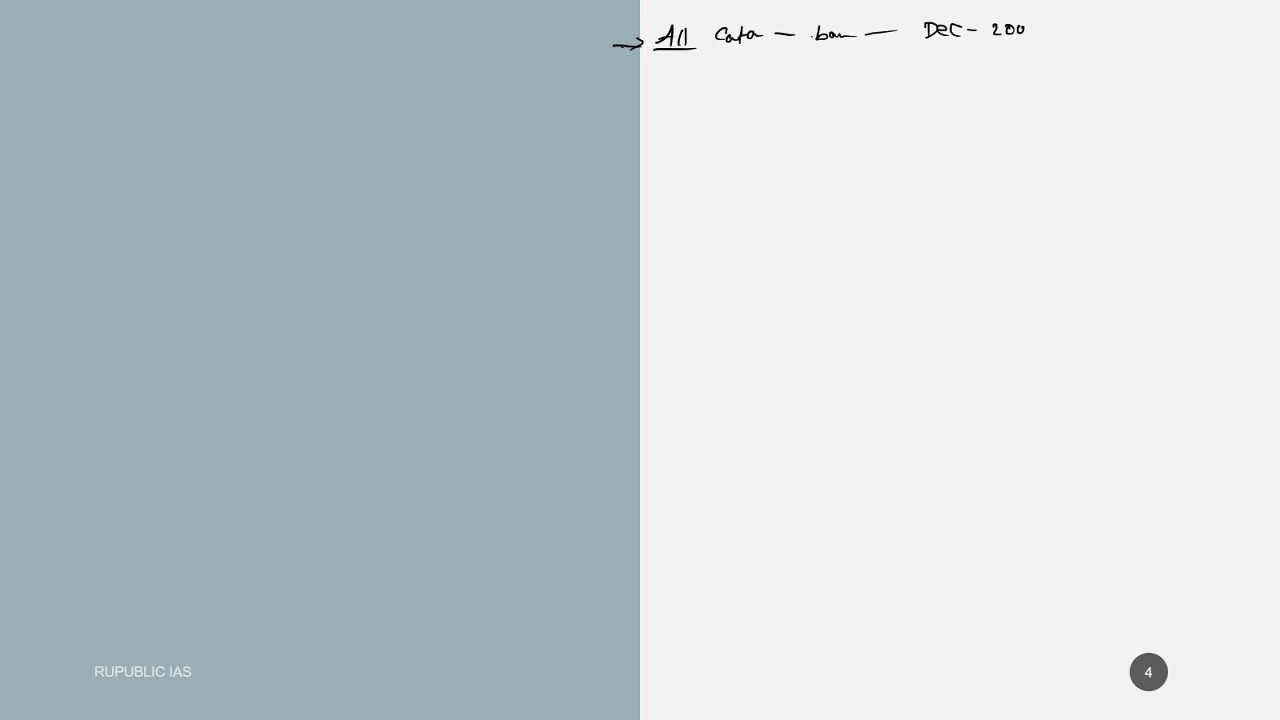 → All Cata — ban — Dec - 200
RUPUBLIC IAS
4